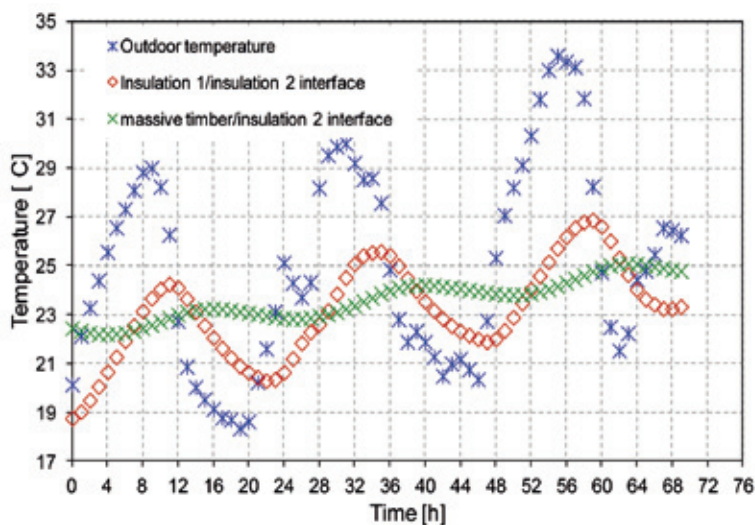 35
33
31
29
27
25
23
21
19
17
Temperature [ C]
Outdoor temperature
Insulation 1/insulation 2 interface
massive timber/insulation 2 interface
0 4 8 12 16 20 24 28 32 36 40 44 48 52 56 60 64 68 72 76
Time [h]